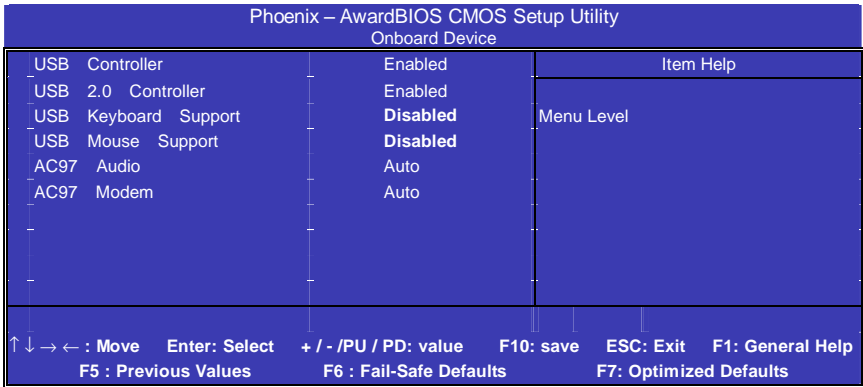 Phoenix – AwardBIOS CMOS Setup Utility
Onboard Device
USB Controller Enabled Item Help
USB 2.0 Controller Enabled
USB Keyboard Support Disabled Menu Level
USB Mouse Support Disabled
AC97 Audio Auto
AC97 Modem Auto
↑↓→← : Move Enter: Select + / - /PU / PD: value F10: save ESC: Exit F1: General Help
F5 : Previous Values F6 : Fail-Safe Defaults F7: Optimized Defaults